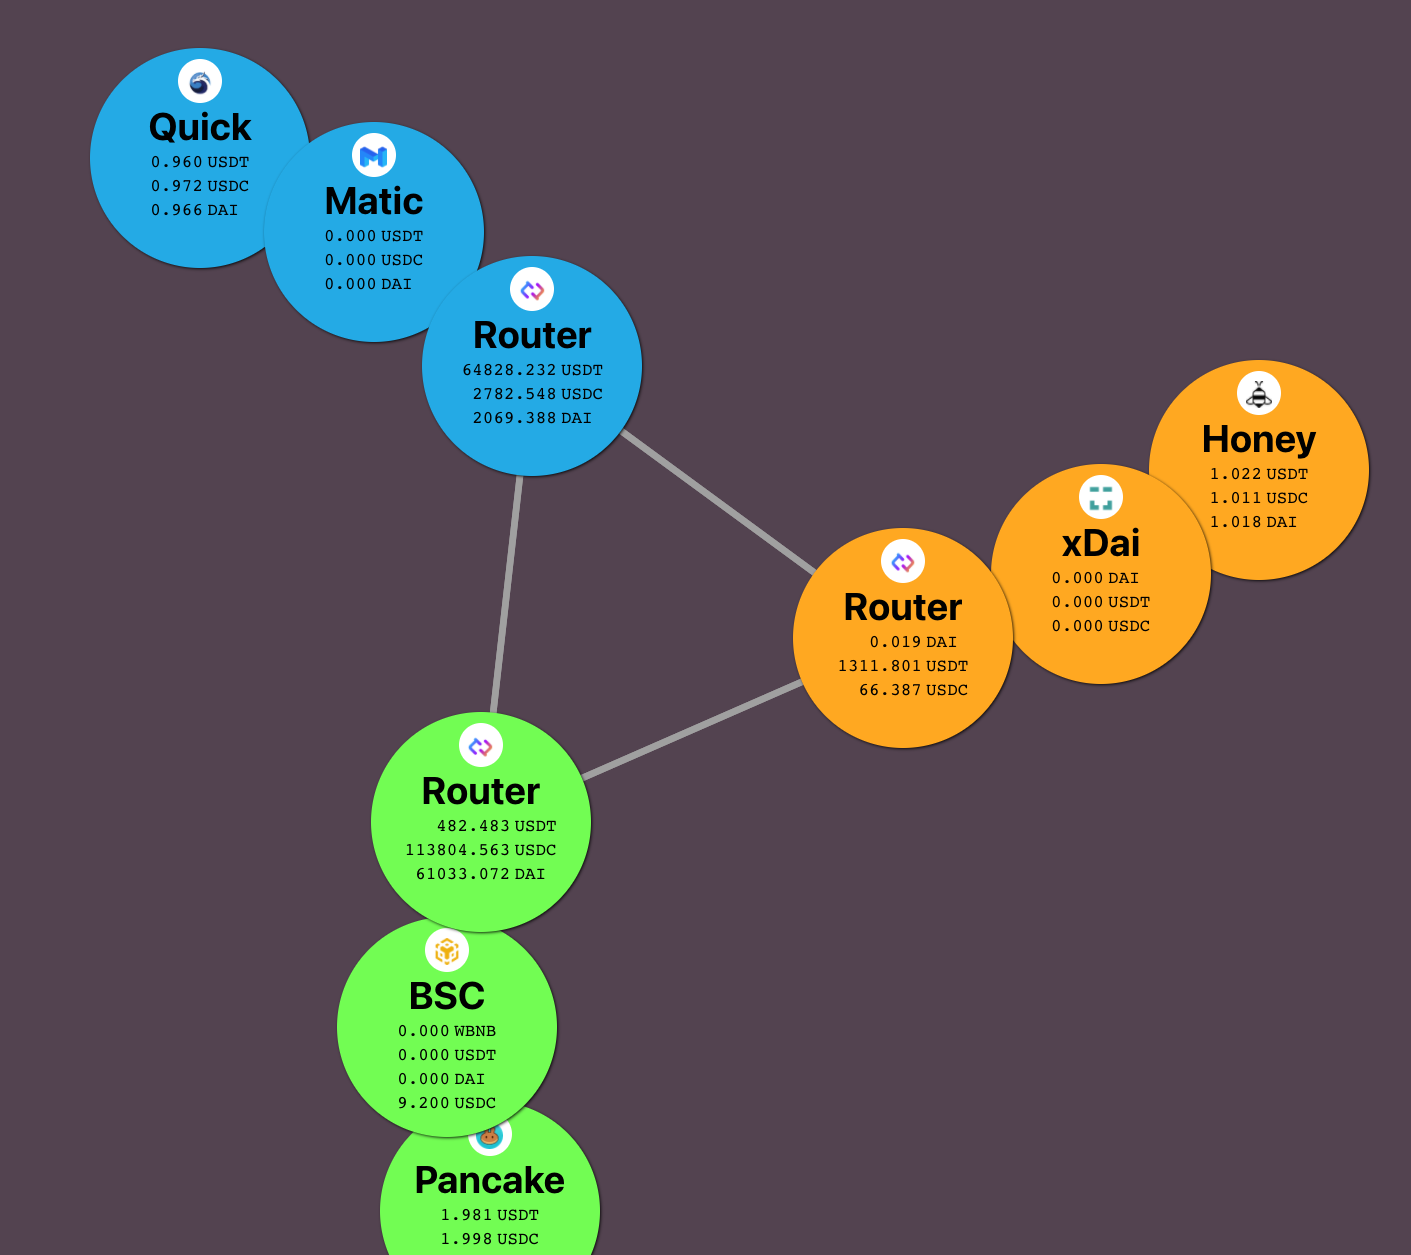 Quick
0.960 USDT
0.972 USDC
0.966 DAI
Matic
0.000 USDT
0.000 USDC
0.000 DAI
Router
64828.232 USDT
2782.548 USDC
2069.388 DAI
Honey
1.022 USDT
1.011 USDC
1.018 DAI
xDai
0.000 DAI
0.000 USDT
0.000 USDC
Router
0.019 DAI
1311.801 USDT
66.387 USDC
Router
482.483 USDT
113804.563 USDC
61033.072 DAI
BSC
0.000 WBNB
0.000 USDT
0.000 DAI
9.200 USDC
Pancake
1.981 USDT
1.998 USDC